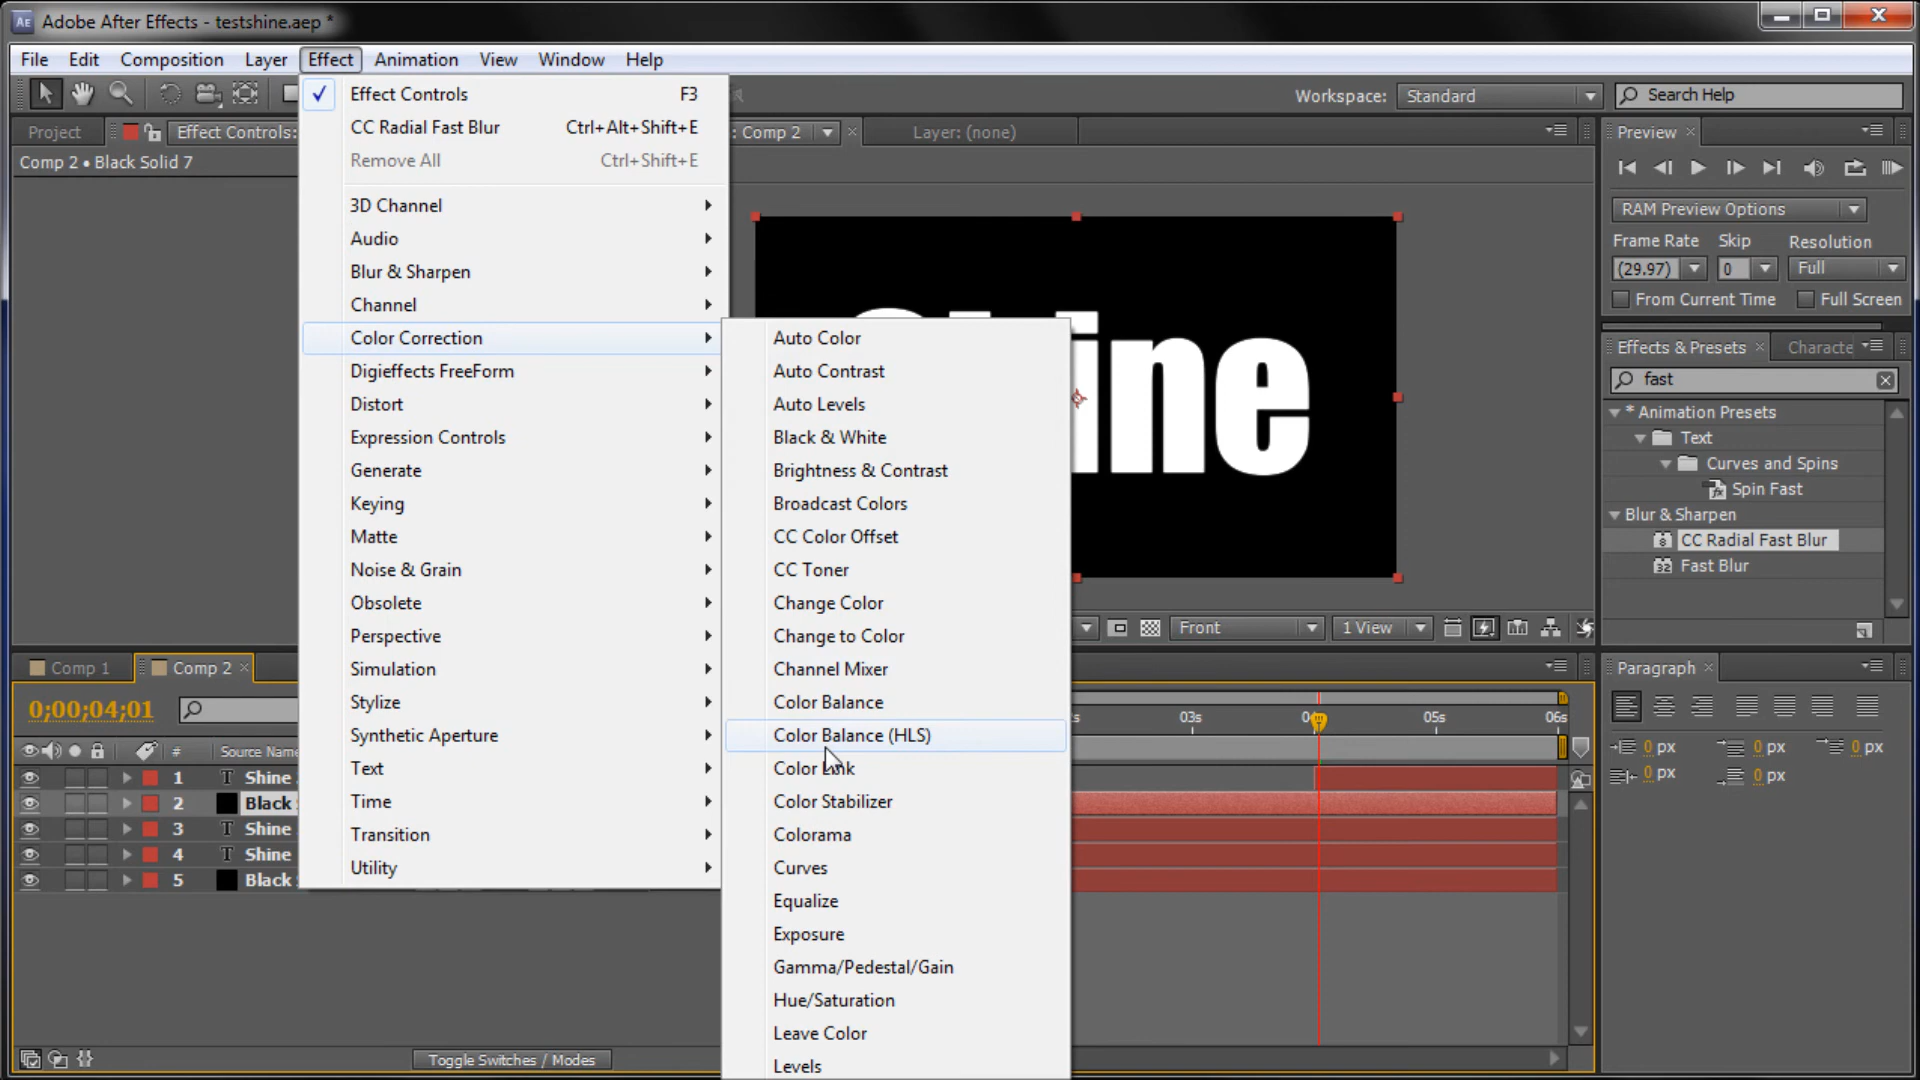 Adobe After Effects - testshine.aep *
File Edit Composition Layer Effect Animation View Window Help
Workspace: Standard
Search Help
Project
Effect Controls:
Comp 2 • Black Solid 7
Effect Controls F3
CC Radial Fast Blur Ctrl+Alt+Shift+E
Remove All Ctrl+Shift+E
3D Channel
Audio
Blur & Sharpen
Channel
Color Correction
Digieffects FreeForm
Distort
Expression Controls
Generate
Keying
Matte
Noise & Grain
Obsolete
Perspective
Simulation
Stylize
Synthetic Aperture
Text
Time
Transition
Utility
Auto Color
Auto Contrast
Auto Levels
Black & White
Brightness & Contrast
Broadcast Colors
CC Color Offset
CC Toner
Change Color
Change to Color
Channel Mixer
Color Balance
Color Balance (HLS)
Color Link
Color Stabilizer
Colorama
Curves
Equalize
Exposure
Gamma/Pedestal/Gain
Hue/Saturation
Leave Color
Levels
: Comp 2
Layer: (none)
ine
Front
1 View
Preview
RAM Preview Options
Frame Rate Skip Resolution
(29.97) 0 Full
From Current Time Full Screen
Effects & Presets Characte
fast
* Animation Presets
Text
Curves and Spins
Spin Fast
Blur & Sharpen
CC Radial Fast Blur
Fast Blur
Paragraph
0 px 0 px 0 px
0 px 0 px
Comp 1 Comp 2
0;00;04;01
# Source Name
1 T Shine
2 Black
3 T Shine
4 T Shine
5 Black
03s 05s 06s
Toggle Switches / Modes